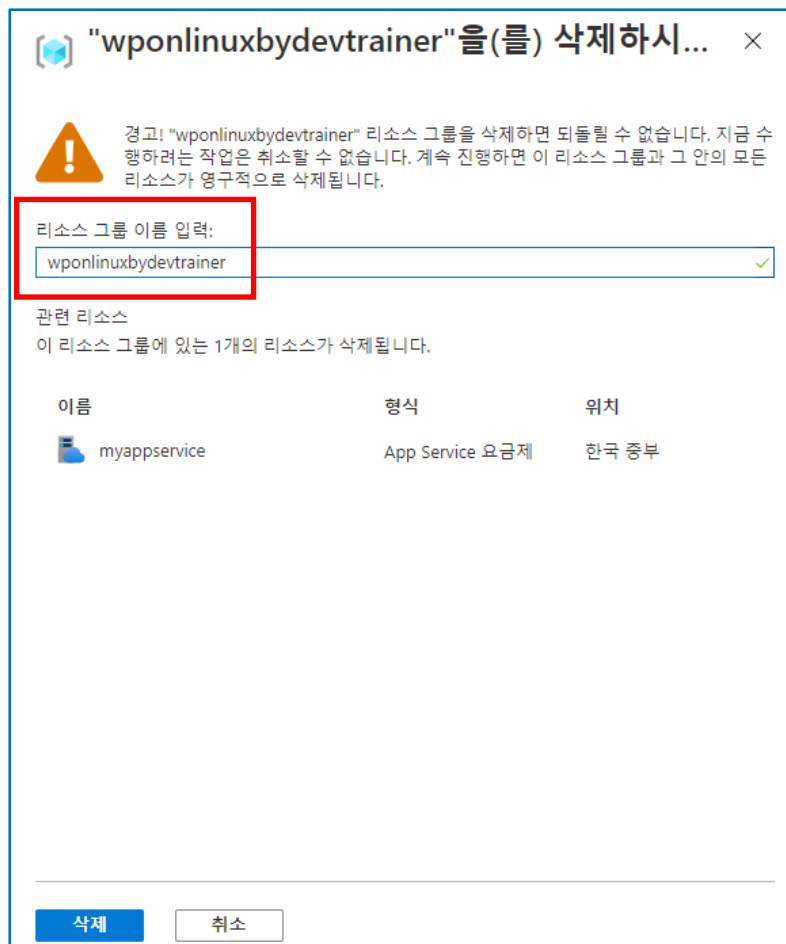 "wponlinuxbydevtrainer"을(를) 삭제하시...
경고! "wponlinuxbydevtrainer" 리소스 그룹을 삭제하면 되돌릴 수 없습니다. 지금 수
행하려는 작업은 취소할 수 없습니다. 계속 진행하면 이 리소스 그룹과 그 안의 모든
리소스가 영구적으로 삭제됩니다.
리소스 그룹 이름 입력:
wponlinuxbydevtrainer
관련 리소스
이 리소스 그룹에 있는 1개의 리소스가 삭제됩니다.
이름 형식 위치
myappservice App Service 요금제 한국 중부
삭제 취소